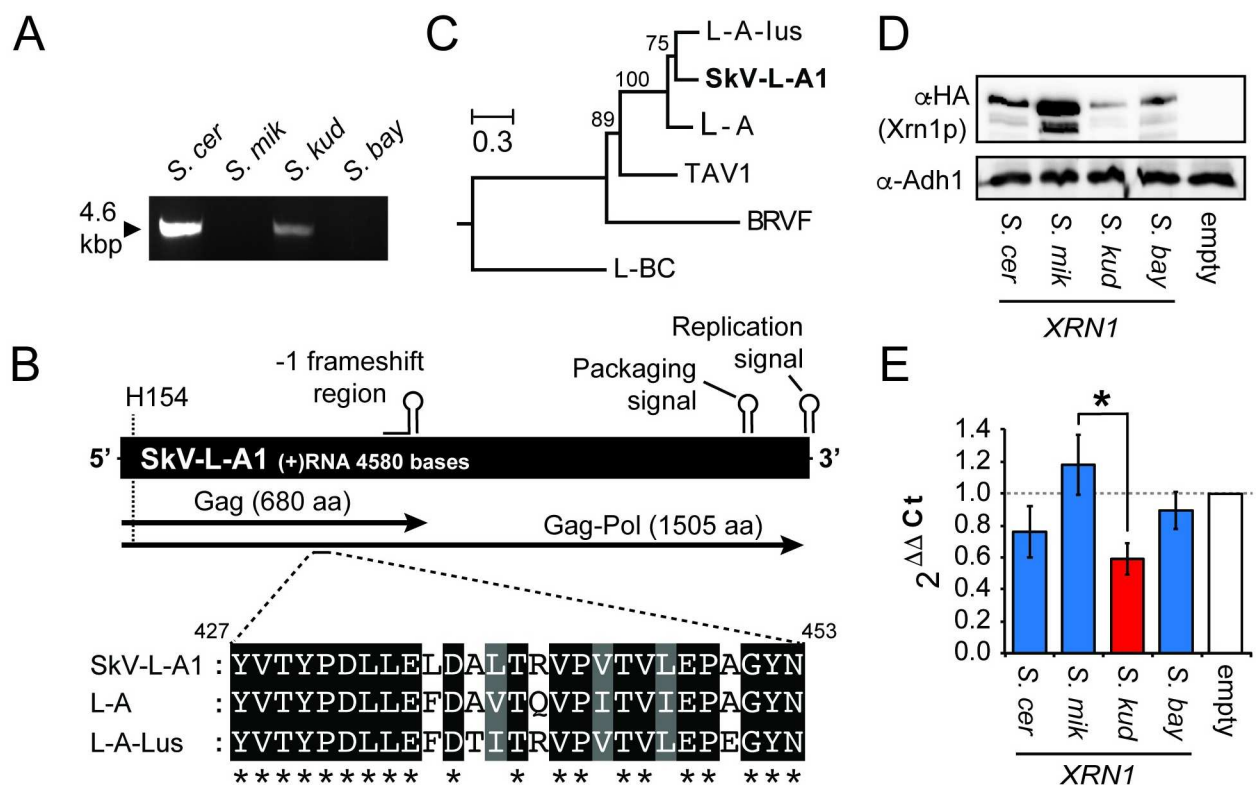 A
S. cer
S. mik
S. kud
S. bay
4.6
kbp
C
75
L-A-lus
SkV-L-A1
100
L-A
89
0.3
TAV1
BRVF
L-BC
D
αHA
(Xrn1p)
α-Adh1
S. cer
S. mik
S. kud
S. bay
empty
XRN1
B
H154
-1 frameshift
region
Packaging
signal
Replication
signal
5’
SkV-L-A1 (+)RNA 4580 bases
3’
Gag (680 aa)
Gag-Pol (1505 aa)
427
453
SkV-L-A1 : YVTYPDLLELDALTRVPVTVLEPAGYN
L-A : YVTYPDLLEFDAVTQVPITVIEPAGYN
L-A-Lus : YVTYPDLLEFDTITRVPVTVLEPEGYN
********* * * ** ** ** ***
E
*
2^ΔΔ Ct
1.4
1.2
1.0
0.8
0.6
0.4
0.2
0.0
S. cer
S. mik
S. kud
S. bay
empty
XRN1